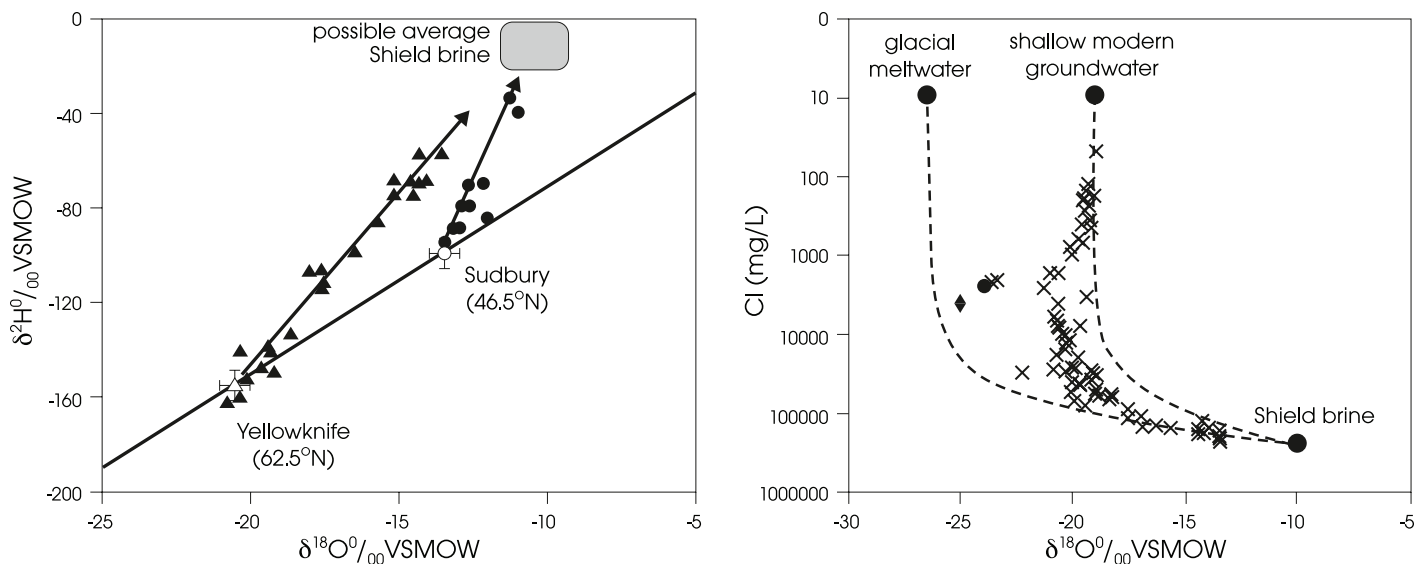 possible average
Shield brine
Sudbury
(46.5°N)
Yellowknife
(62.5°N)
0
-40
-80
-120
-160
-200
δ²H⁰/₀₀VSMOW
-25
-20
-15
-10
-5
δ¹⁸O⁰/₀₀VSMOW
glacial
meltwater
shallow modern
groundwater
Shield brine
0
10
100
1000
10000
100000
1000000
Cl (mg/L)
-30
-25
-20
-15
-10
-5
δ¹⁸O⁰/₀₀VSMOW